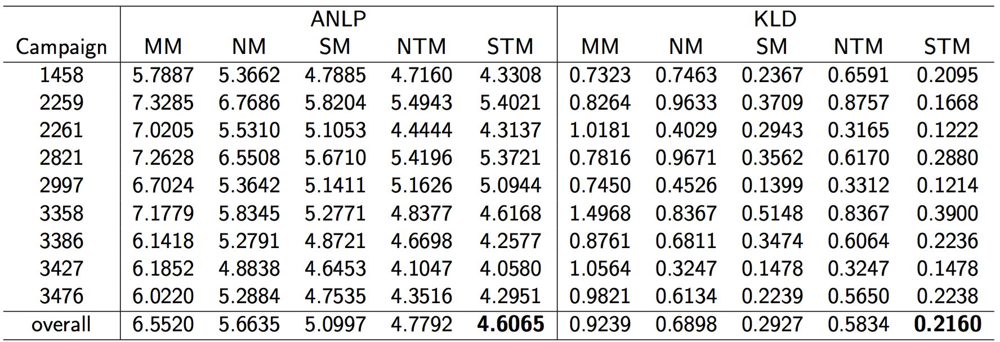 ANLP KLD
Campaign MM NM SM NTM STM MM NM SM NTM STM
1458 5.7887 5.3662 4.7885 4.7160 4.3308 0.7323 0.7463 0.2367 0.6591 0.2095
2259 7.3285 6.7686 5.8204 5.4943 5.4021 0.8264 0.9633 0.3709 0.8757 0.1668
2261 7.0205 5.5310 5.1053 4.4444 4.3137 1.0181 0.4029 0.2943 0.3165 0.1222
2821 7.2628 6.5508 5.6710 5.4196 5.3721 0.7816 0.9671 0.3562 0.6170 0.2880
2997 6.7024 5.3642 5.1411 5.1626 5.0944 0.7450 0.4526 0.1399 0.3312 0.1214
3358 7.1779 5.8345 5.2771 4.8377 4.6168 1.4968 0.8367 0.5148 0.8367 0.3900
3386 6.1418 5.2791 4.8721 4.6698 4.2577 0.8761 0.6811 0.3474 0.6064 0.2236
3427 6.1852 4.8838 4.6453 4.1047 4.0580 1.0564 0.3247 0.1478 0.3247 0.1478
3476 6.0220 5.2884 4.7535 4.3516 4.2951 0.9821 0.6134 0.2239 0.5650 0.2238
overall 6.5520 5.6635 5.0997 4.7792 4.6065 0.9239 0.6898 0.2927 0.5834 0.2160